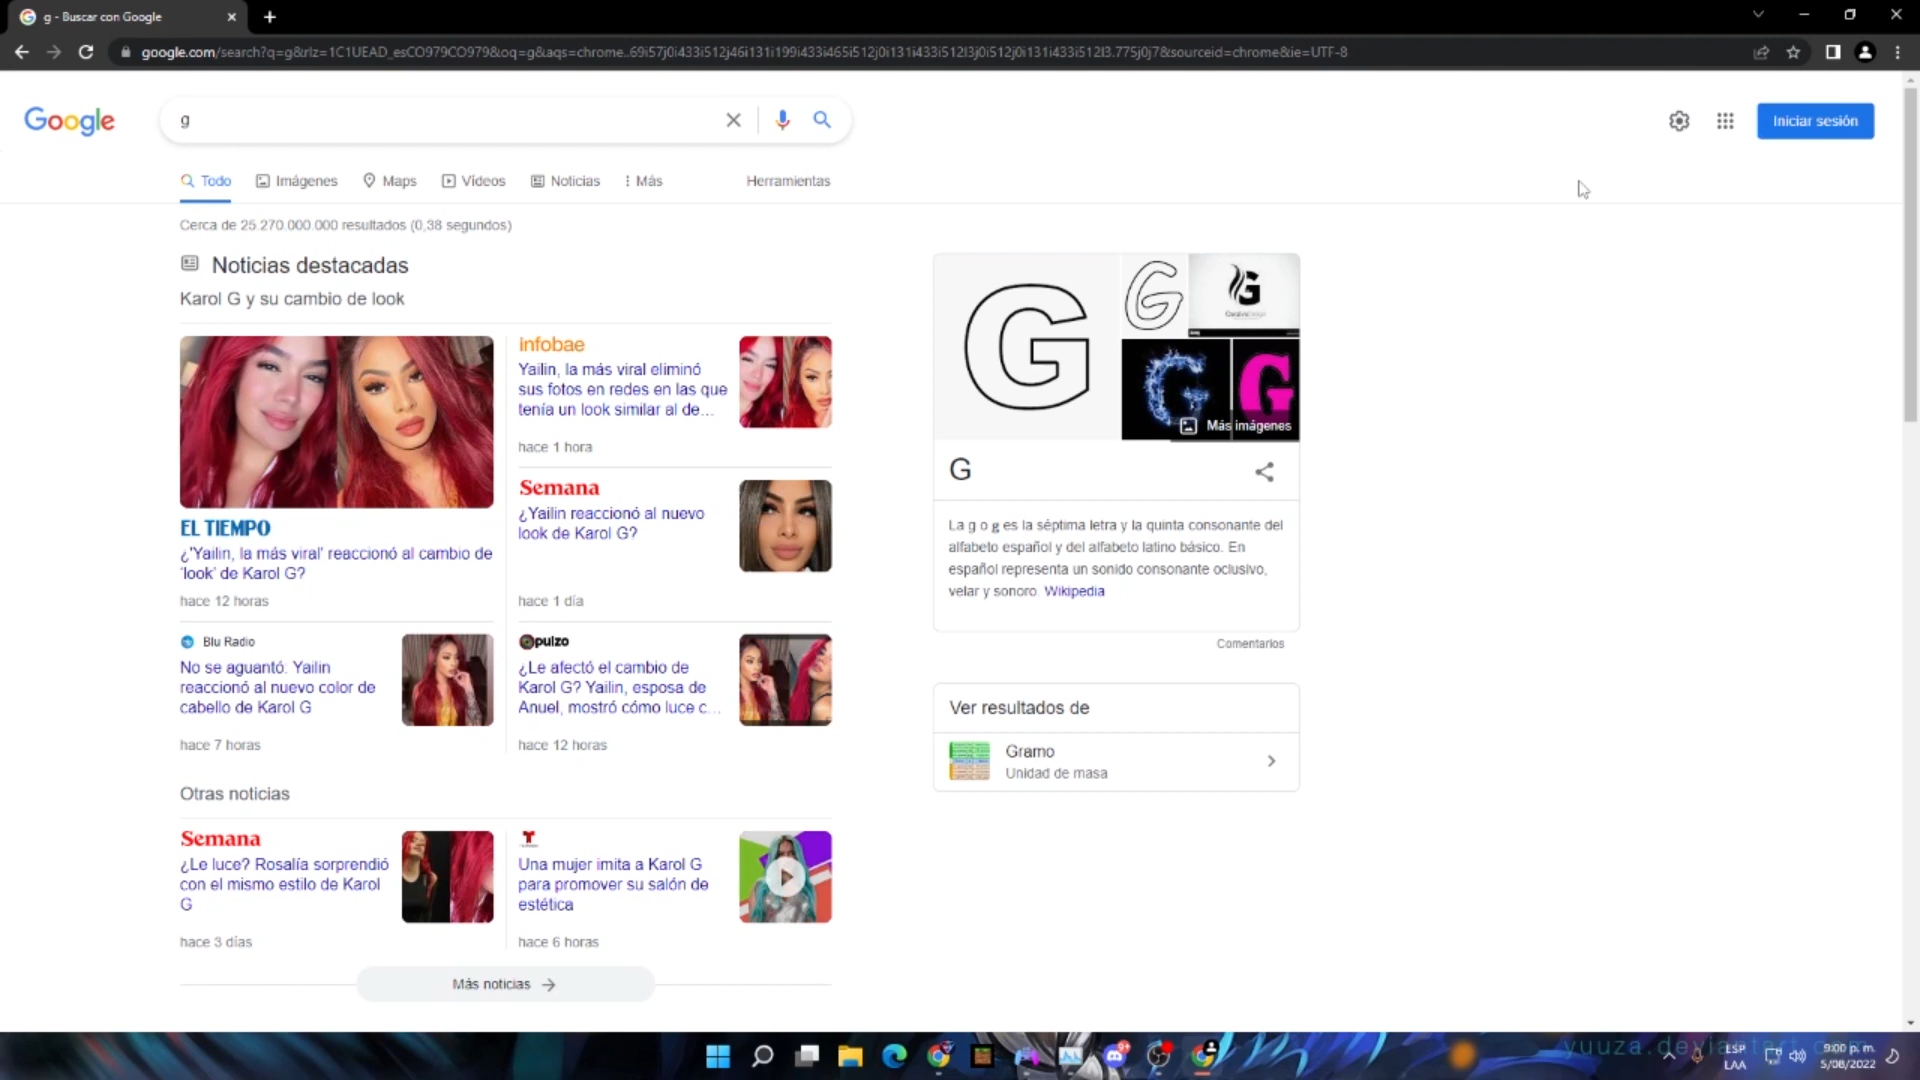 g - Buscar con Google
google.com/search?q=g&rlz=1C1UEAD_esCO979CO979&oq=g&aqs=chrome..69i57j0i433i512j46i131i199i433i465i512j0i131i433i512l3j0i512j0i131i433i512l3.775j0j7&sourceid=chrome&ie=UTF-8
Google
g
Iniciar sesión
Todo
Imágenes
Maps
Vídeos
Noticias
Más
Herramientas
Cerca de 25.270.000.000 resultados (0,38 segundos)
Noticias destacadas
Karol G y su cambio de look
EL TIEMPO
¿'Yailin, la más viral' reaccionó al cambio de
'look' de Karol G?
hace 12 horas
infobae
Yailin, la más viral eliminó
sus fotos en redes en las que
tenía un look similar al de...
hace 1 hora
Semana
¿Yailin reaccionó al nuevo
look de Karol G?
hace 1 día
Blu Radio
No se aguantó: Yailin
reaccionó al nuevo color de
cabello de Karol G
hace 7 horas
pulzo
¿Le afectó el cambio de
Karol G? Yailin, esposa de
Anuel, mostró cómo luce c...
hace 12 horas
Otras noticias
Semana
¿Le luce? Rosalía sorprendió
con el mismo estilo de Karol
G
hace 3 días
Una mujer imita a Karol G
para promover su salón de
estética
hace 6 horas
Más noticias
G
G
G
G
G
Más imágenes
G
La g o g es la séptima letra y la quinta consonante del
alfabeto español y del alfabeto latino básico. En
español representa un sonido consonante oclusivo,
velar y sonoro. Wikipedia
Comentarios
Ver resultados de
Gramo
Unidad de masa
9+
ESP
LAA
9:00 p. m.
5/08/2022